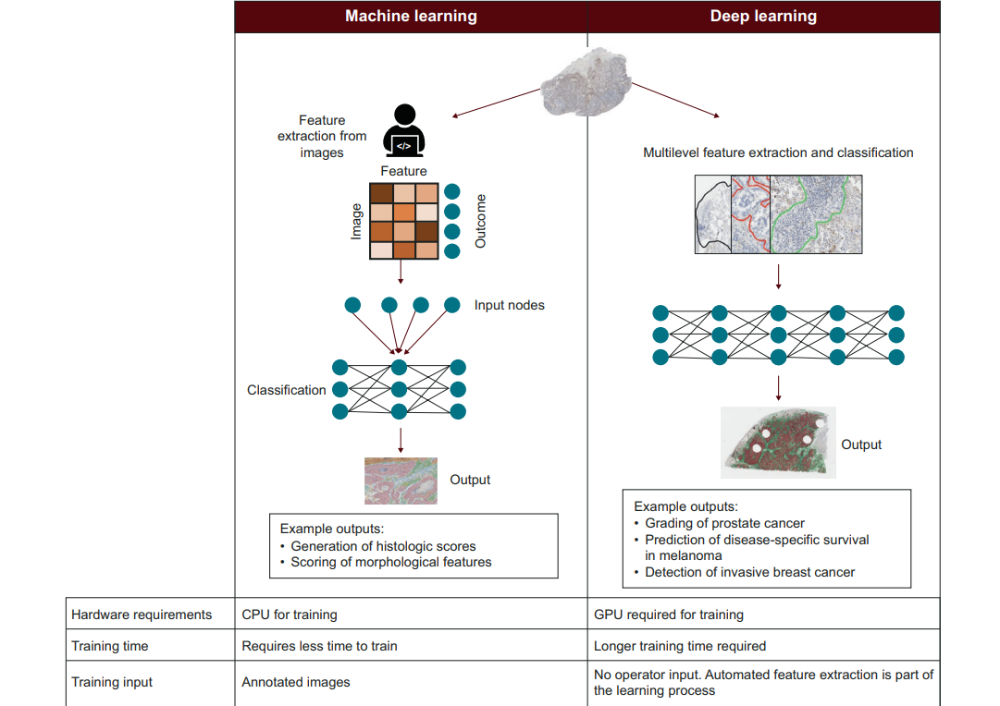 Machine learning
Deep learning
Feature
extraction from
images
</>
Feature
Image
Outcome
Input nodes
Classification
Output
Example outputs:
• Generation of histologic scores
• Scoring of morphological features
Multilevel feature extraction and classification
Output
Example outputs:
• Grading of prostate cancer
• Prediction of disease-specific survival
in melanoma
• Detection of invasive breast cancer
Hardware requirements
CPU for training
GPU required for training
Training time
Requires less time to train
Longer training time required
Training input
Annotated images
No operator input. Automated feature extraction is part of
the learning process